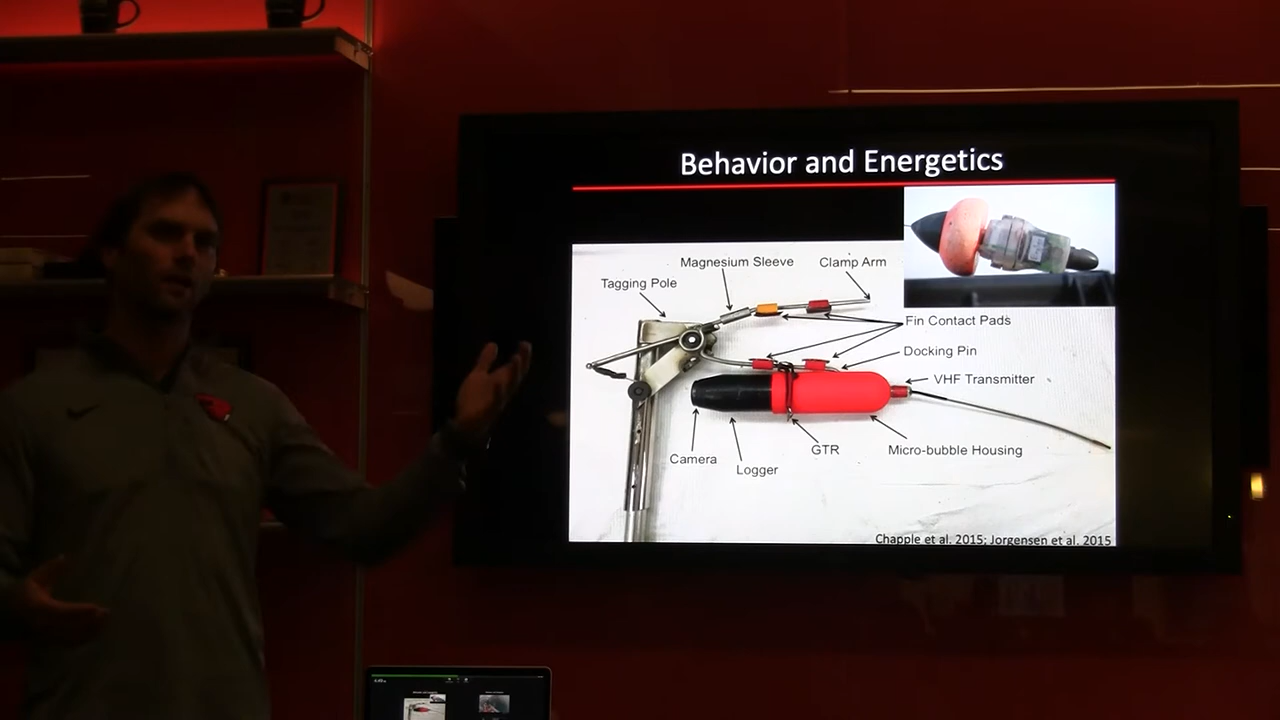 Behavior and Energetics
Magnesium Sleeve
Clamp Arm
Tagging Pole
Fin Contact Pads
Docking Pin
VHF Transmitter
Camera
Logger
GTR
Micro-bubble Housing
Chapple et al. 2015; Jorgensen et al. 2015